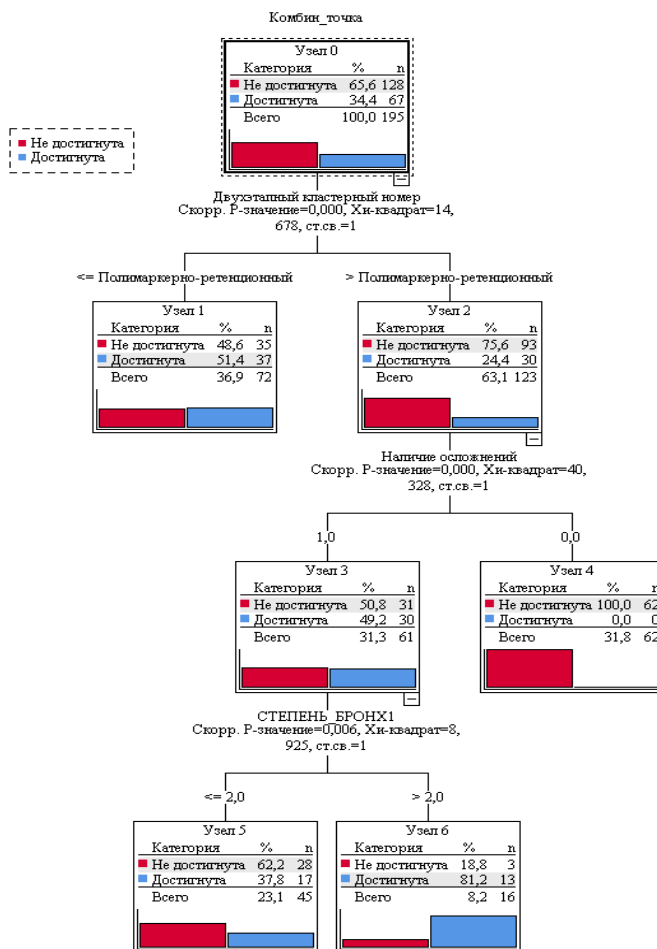 Комбин_точка
Узел 0
Категория % n
Не достигнута 65,6 128
Достигнута 34,4 67
Всего 100,0 195
Не достигнута
Достигнута
Двухэтапный кластерный номер
Скорр. Р-значение=0,000, Хи-квадрат=14,
678, ст.св.=1
<= Полимаркерно-ретенционный
> Полимаркерно-ретенционный
Узел 1
Категория % n
Не достигнута 48,6 35
Достигнута 51,4 37
Всего 36,9 72
Узел 2
Категория % n
Не достигнута 75,6 93
Достигнута 24,4 30
Всего 63,1 123
Наличие осложнений
Скорр. Р-значение=0,000, Хи-квадрат=40,
328, ст.св.=1
1,0
0,0
Узел 3
Категория % n
Не достигнута 50,8 31
Достигнута 49,2 30
Всего 31,3 61
Узел 4
Категория % n
Не достигнута 100,0 62
Достигнута 0,0 0
Всего 31,8 62
СТЕПЕНЬ_БРОНХ1
Скорр. Р-значение=0,006, Хи-квадрат=8,
925, ст.св.=1
<= 2,0
> 2,0
Узел 5
Категория % n
Не достигнута 62,2 28
Достигнута 37,8 17
Всего 23,1 45
Узел 6
Категория % n
Не достигнута 18,8 3
Достигнута 81,2 13
Всего 8,2 16